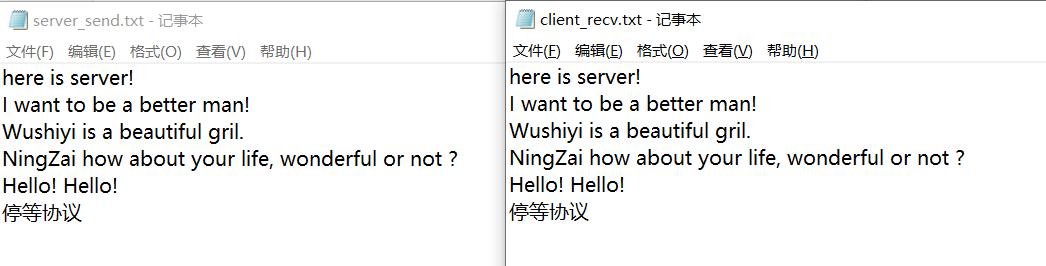 server_send.txt - 记事本
文件(F) 编辑(E) 格式(O) 查看(V) 帮助(H)
here is server!
I want to be a better man!
Wushiyi is a beautiful gril.
NingZai how about your life, wonderful or not ?
Hello! Hello!
停等协议
client_recv.txt - 记事本
文件(F) 编辑(E) 格式(O) 查看(V) 帮助(H)
here is server!
I want to be a better man!
Wushiyi is a beautiful gril.
NingZai how about your life, wonderful or not ?
Hello! Hello!
停等协议